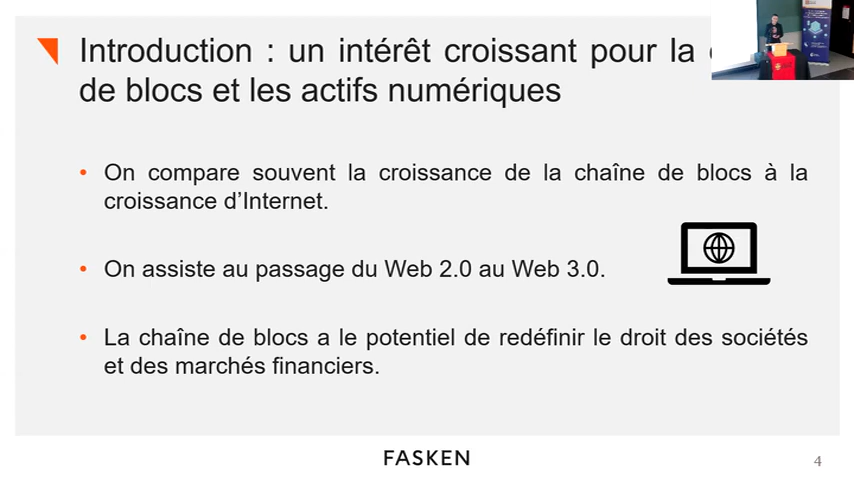 Introduction : un intérêt croissant pour la
de blocs et les actifs numériques
• On compare souvent la croissance de la chaîne de blocs à la
croissance d'Internet.
• On assiste au passage du Web 2.0 au Web 3.0.
• La chaîne de blocs a le potentiel de redéfinir le droit des sociétés
et des marchés financiers.
FASKEN
4